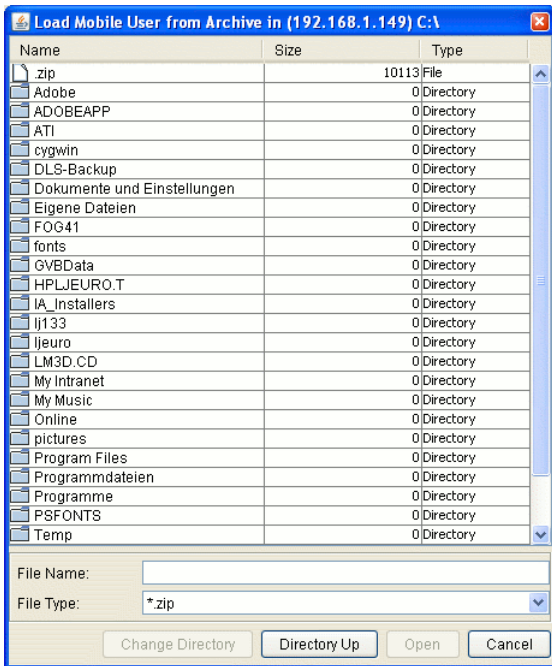 Load Mobile User from Archive in (192.168.1.149) C:\
Name Size Type
.zip 10113 File
Adobe 0 Directory
ADOBEAPP 0 Directory
ATI 0 Directory
cygwin 0 Directory
DLS-Backup 0 Directory
Dokumente und Einstellungen 0 Directory
Eigene Dateien 0 Directory
FOG41 0 Directory
fonts 0 Directory
GVBData 0 Directory
HPLJEURO.T 0 Directory
IA_Installers 0 Directory
lj133 0 Directory
ljeuro 0 Directory
LM3D.CD 0 Directory
My Intranet 0 Directory
My Music 0 Directory
Online 0 Directory
pictures 0 Directory
Program Files 0 Directory
Programmdateien 0 Directory
Programme 0 Directory
PSFONTS 0 Directory
Temp 0 Directory
File Name:
File Type: *.zip
Change Directory Directory Up Open Cancel